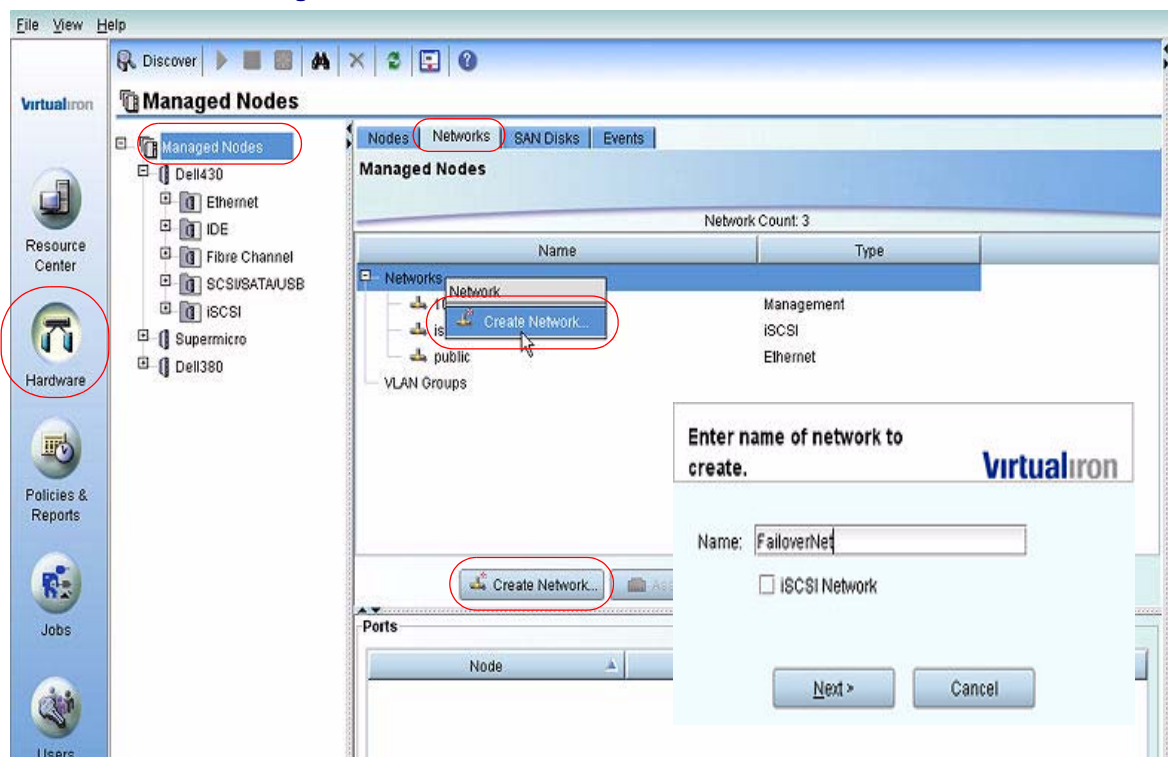 File View Help
Discover
Virtualiron
Managed Nodes
Managed Nodes
Dell430
Ethernet
IDE
Fibre Channel
SCSI/SATA/USB
iSCSI
Supermicro
Dell380
Resource
Center
Hardware
Policies &
Reports
Jobs
Users
Nodes Networks SAN Disks Events
Managed Nodes
Network Count: 3
Name Type
Networks
Network
Create Network...
Management
is iSCSI
public Ethernet
VLAN Groups
Create Network...
Ports
Node
Enter name of network to
create.
Virtualiron
Name: FailoverNet
iSCSI Network
Next > Cancel